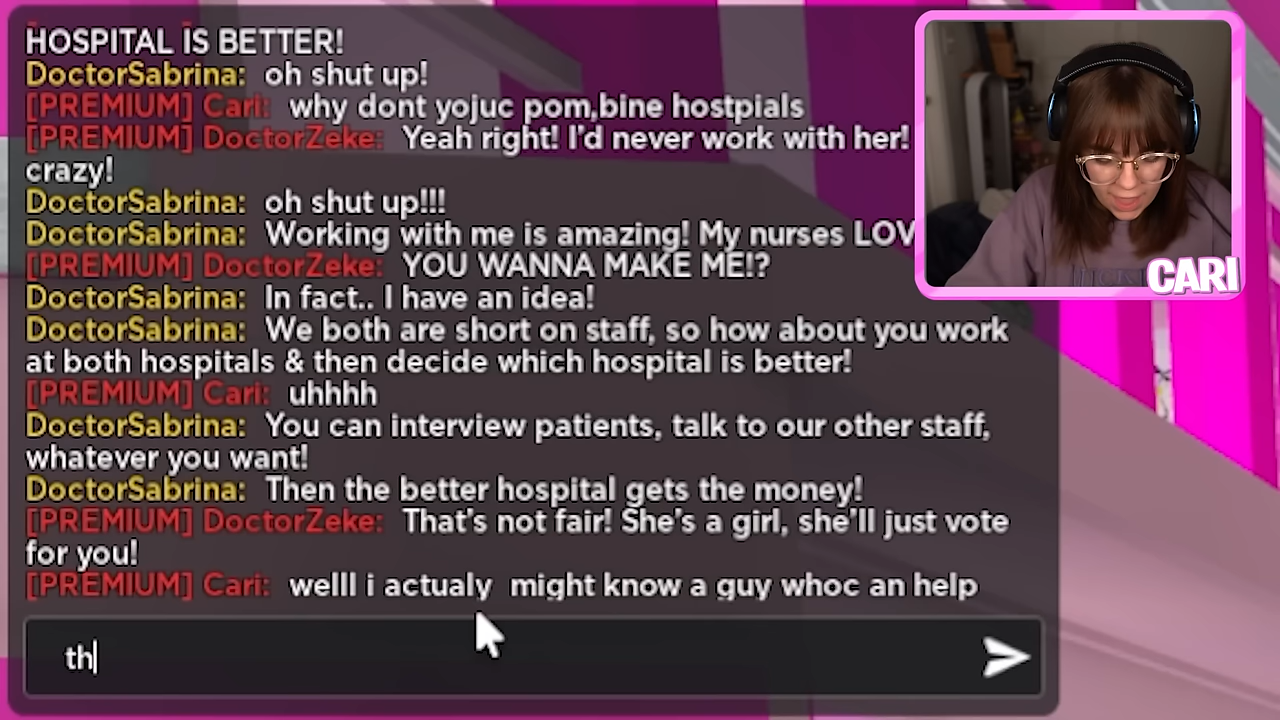 HOSPITAL IS BETTER!
DoctorSabrina: oh shut up!
[PREMIUM] Cari: why dont yojuc pom,bine hostpials
[PREMIUM] DoctorZeke: Yeah right! I'd never work with her!
crazy!
DoctorSabrina: oh shut up!!!
DoctorSabrina: Working with me is amazing! My nurses LOV
[PREMIUM] DoctorZeke: YOU WANNA MAKE ME!?
DoctorSabrina: In fact.. I have an idea!
DoctorSabrina: We both are short on staff, so how about you work
at both hospitals & then decide which hospital is better!
[PREMIUM] Cari: uhhhh
DoctorSabrina: You can interview patients, talk to our other staff,
whatever you want!
DoctorSabrina: Then the better hospital gets the money!
[PREMIUM] DoctorZeke: That's not fair! She's a girl, she'll just vote
for you!
[PREMIUM] Cari: welll i actualy might know a guy whoc an help
th
CARI